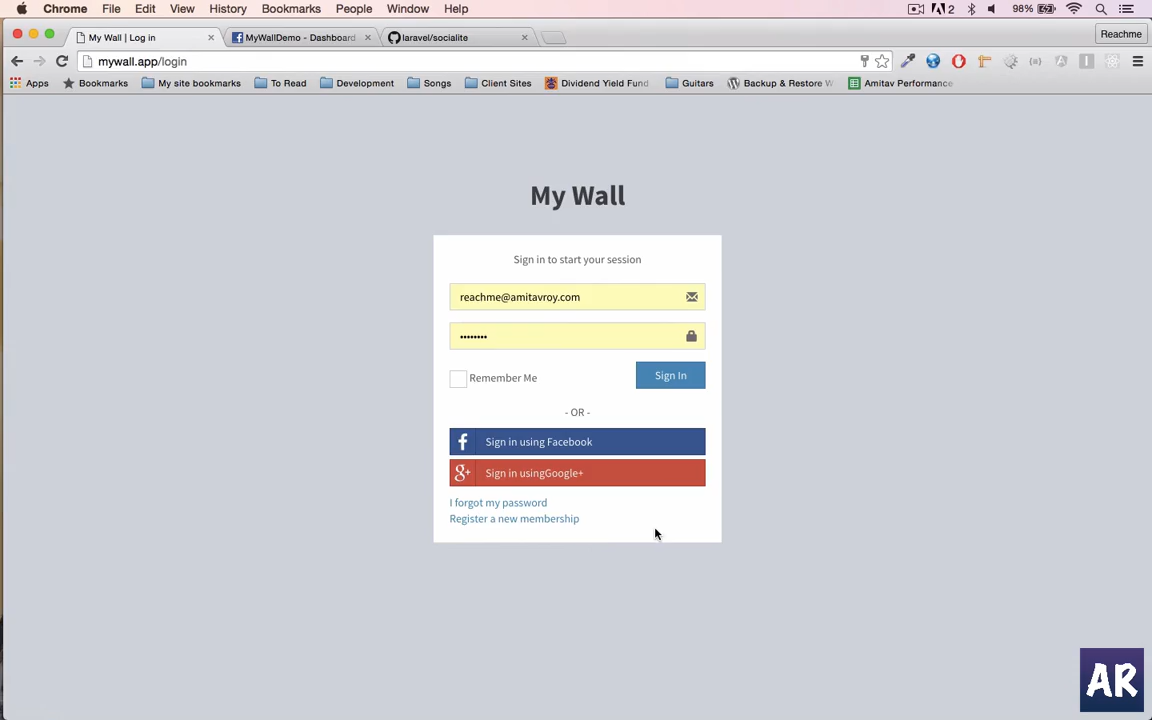 Chrome File Edit View History Bookmarks People Window Help 2 98%
My Wall | Log in MyWallDemo - Dashboard laravel/socialite Reachme
mywall.app/login
Apps Bookmarks My site bookmarks To Read Development Songs Client Sites Dividend Yield Fund Guitars Backup & Restore W Amitav Performance
My Wall
Sign in to start your session
reachme@amitavroy.com
••••••••
Remember Me Sign In
- OR -
f Sign in using Facebook
g+ Sign in usingGoogle+
I forgot my password
Register a new membership
AR